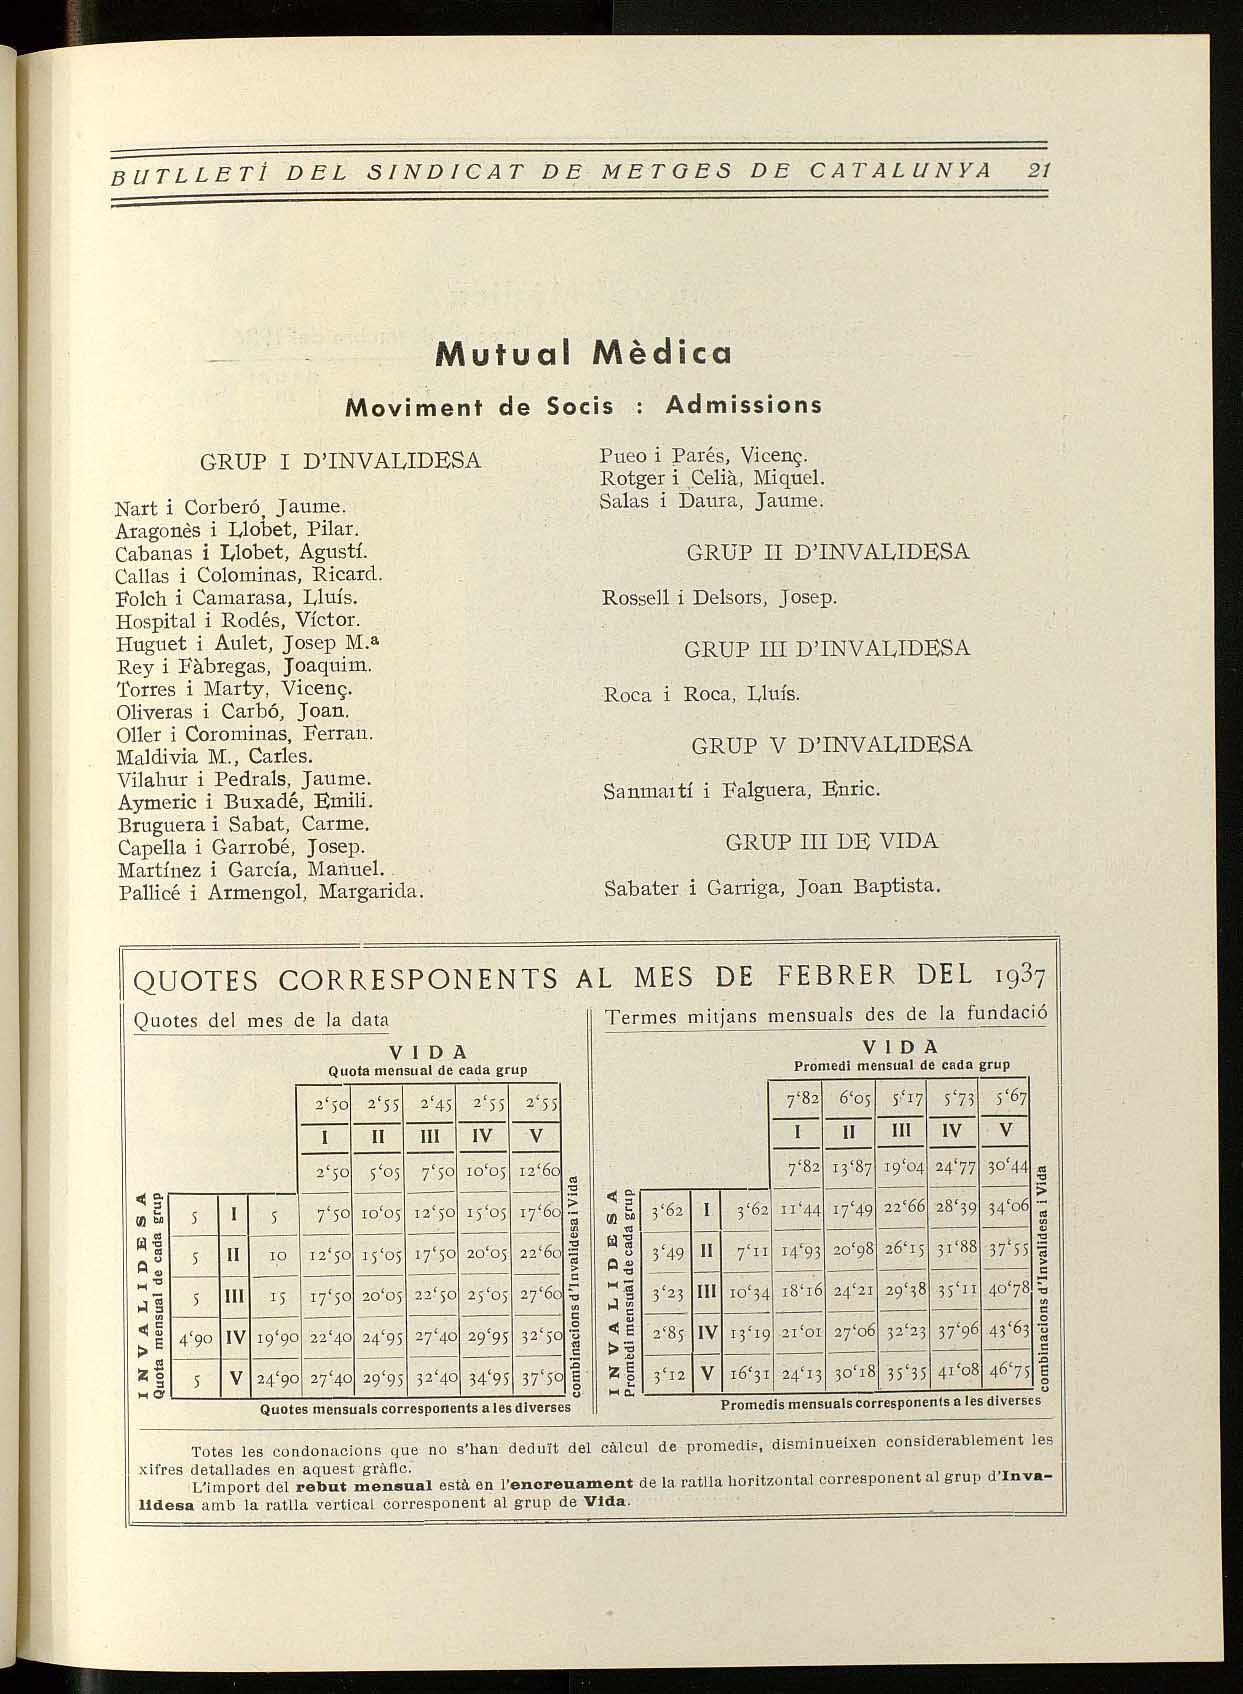 BUTLLETÍ DEL SINDICAT DE METGES DE CATALUNYA 21
Mutual Mèdica
Moviment de Socis : Admissions
GRUP I D'INVALIDESA
Nart i Corberó, Jaume.
Aragonès i Llobet, Pilar.
Cabanas i Llobet, Agustí.
Callas i Colominas, Ricard.
Folch i Camarasa, Lluís.
Hospital i Rodés, Víctor.
Huguet i Aulet, Josep M.ª
Rey i Fàbregas, Joaquim.
Torres i Marty, Vicenç.
Oliveras i Carbó, Joan.
Oller i Corominas, Ferran.
Maldivia M., Carles.
Vilahur i Pedrals, Jaume.
Aymeric i Buxadé, Emili.
Bruguera i Sabat, Carme.
Capella i Garrobé, Josep.
Martínez i García, Manuel.
Pallicé i Armengol, Margarida.
Pueo i Parés, Vicenç.
Rotger i Celià, Miquel.
Salas i Daura, Jaume.
GRUP II D'INVALIDESA
Rossell i Delsors, Josep.
GRUP III D'INVALIDESA
Roca i Roca, Lluís.
GRUP V D'INVALIDESA
Sanmartí i Falguera, Enric.
GRUP III DE VIDA
Sabater i Garriga, Joan Baptista.
QUOTES CORRESPONENTS AL MES DE FEBRER DEL 1937
Quotes del mes de la data
VIDA
Quota mensual de cada grup
2‘50 2‘55 2‘45 2‘55 2‘55
I II III IV V
2‘50 5‘05 7‘50 10‘05 12‘60
INVALIDESA
Quota mensual de cada grup
5 I 5 7‘50 10‘05 12‘50 15‘05 17‘60
5 II 10 12‘50 15‘05 17‘50 20‘05 22‘60
5 III 15 17‘50 20‘05 22‘50 25‘05 27‘60
4‘90 IV 19‘90 22‘40 24‘95 27‘40 29‘95 32‘50
5 V 24‘90 27‘40 29‘95 32‘40 34‘95 37‘50
Quotes mensuals corresponents a les diverses
combinacions d'Invalidesa i Vida
Termes mitjans mensuals des de la fundació
VIDA
Promedi mensual de cada grup
7‘82 6‘05 5‘17 5‘73 5‘67
I II III IV V
7‘82 13‘87 19‘04 24‘77 30‘44
INVALIDESA
Promedi mensual de cada grup
3‘62 I 3‘62 11‘44 17‘49 22‘66 28‘39 34‘06
3‘49 II 7‘11 14‘93 20‘98 26‘15 31‘88 37‘55
3‘23 III 10‘34 18‘16 24‘21 29‘38 35‘11 40‘78
2‘85 IV 13‘19 21‘01 27‘06 32‘23 37‘96 43‘63
3‘12 V 16‘31 24‘13 30‘18 35‘35 41‘08 46‘75
Promedis mensuals corresponents a les diverses
combinacions d'Invalidesa i Vida
Totes les condonacions que no s'han deduït del càlcul de promedis, disminueixen considerablement les
xifres detallades en aquest gràfic.
L'import del rebut mensual està en l'encreuament de la ratlla horitzontal corresponent al grup d'Inva-
lidesa amb la ratlla vertical corresponent al grup de Vida.